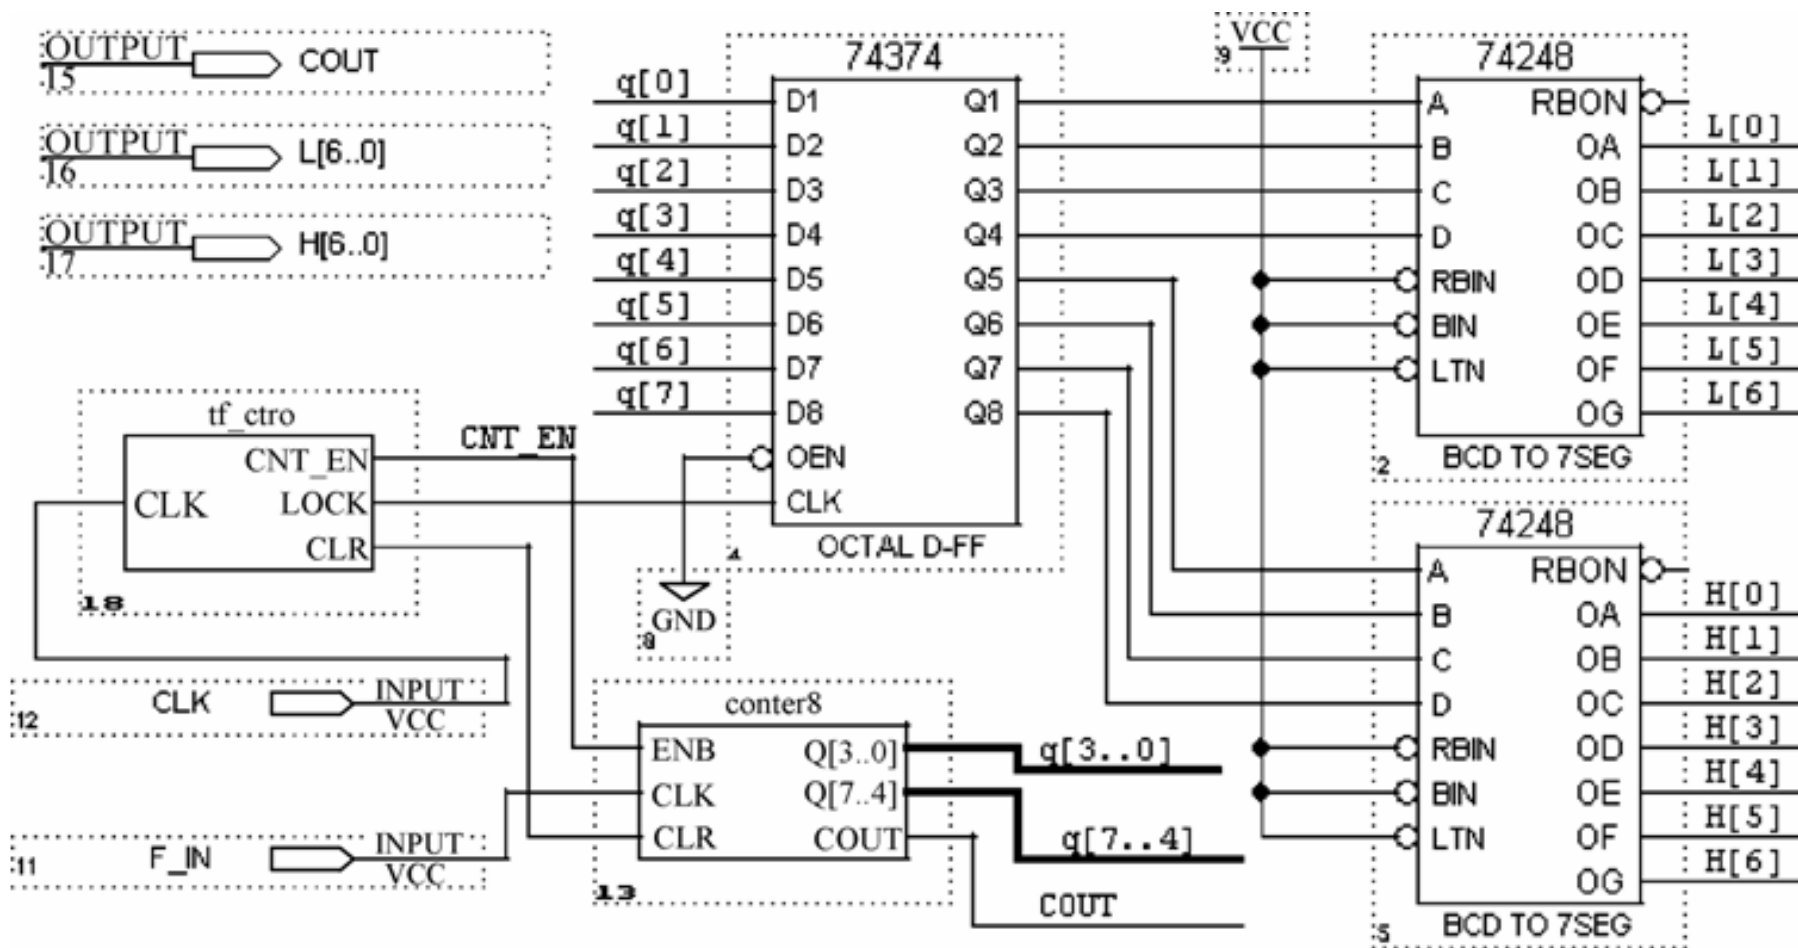 OUTPUT
15
COUT
OUTPUT
16
L[6..0]
OUTPUT
17
H[6..0]
q[0]
q[1]
q[2]
q[3]
q[4]
q[5]
q[6]
q[7]
74374
D1 Q1
D2 Q2
D3 Q3
D4 Q4
D5 Q5
D6 Q6
D7 Q7
D8 Q8
OEN
CLK
OCTAL D-FF
4
VCC
9
74248
A RBON
B OA
C OB
D OC
RBIN OD
BIN OE
LTN OF
OG
BCD TO 7SEG
2
L[0]
L[1]
L[2]
L[3]
L[4]
L[5]
L[6]
tf_ctro
CNT_EN
CLK LOCK
CLR
18
CNT_EN
GND
8
CLK
INPUT
VCC
12
F_IN
INPUT
VCC
11
conter8
ENB Q[3..0]
CLK Q[7..4]
CLR COUT
13
q[3..0]
q[7..4]
COUT
74248
A RBON
B OA
C OB
D OC
RBIN OD
BIN OE
LTN OF
OG
BCD TO 7SEG
5
H[0]
H[1]
H[2]
H[3]
H[4]
H[5]
H[6]